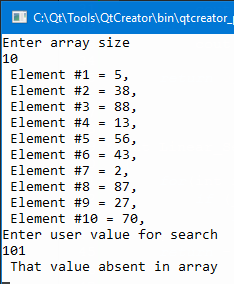 C:\Qt\Tools\QtCreator\bin\qtcreator_
Enter array size
10
Element #1 = 5,
Element #2 = 38,
Element #3 = 88,
Element #4 = 13,
Element #5 = 56,
Element #6 = 43,
Element #7 = 2,
Element #8 = 87,
Element #9 = 27,
Element #10 = 70,
Enter user value for search
101
That value absent in array